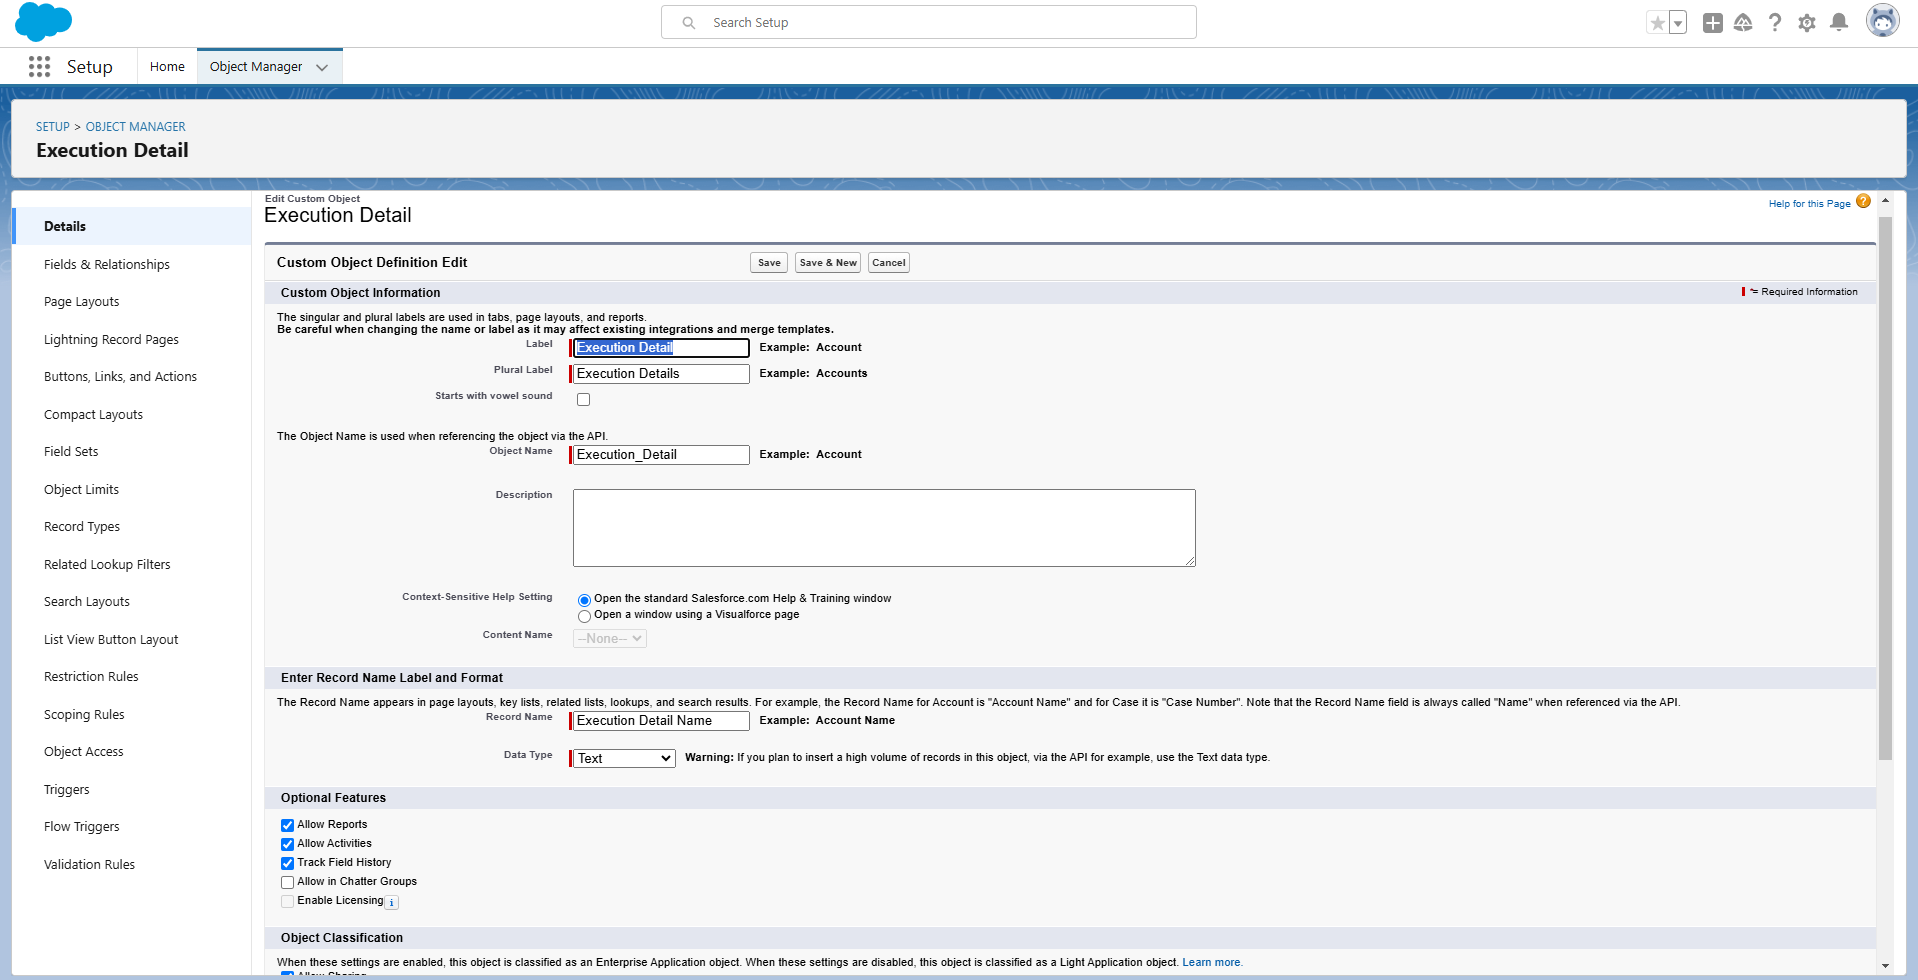 Search Setup
Setup
Home
Object Manager
SETUP > OBJECT MANAGER
Execution Detail
Details
Fields & Relationships
Page Layouts
Lightning Record Pages
Buttons, Links, and Actions
Compact Layouts
Field Sets
Object Limits
Record Types
Related Lookup Filters
Search Layouts
List View Button Layout
Restriction Rules
Scoping Rules
Object Access
Triggers
Flow Triggers
Validation Rules
Edit Custom Object
Execution Detail
Help for this Page ?
Custom Object Definition Edit Save Save & New Cancel
Custom Object Information
= Required Information
The singular and plural labels are used in tabs, page layouts, and reports.
Be careful when changing the name or label as it may affect existing integrations and merge templates.
Label Execution Detail Example: Account
Plural Label Execution Details Example: Accounts
Starts with vowel sound
The Object Name is used when referencing the object via the API.
Object Name Execution_Detail Example: Account
Description
Context-Sensitive Help Setting Open the standard Salesforce.com Help & Training window
Open a window using a Visualforce page
Content Name --None--
Enter Record Name Label and Format
The Record Name appears in page layouts, key lists, related lists, lookups, and search results. For example, the Record Name for Account is "Account Name" and for Case it is "Case Number". Note that the Record Name field is always called "Name" when referenced via the API.
Record Name Execution Detail Name Example: Account Name
Data Type Text Warning: If you plan to insert a high volume of records in this object, via the API for example, use the Text data type.
Optional Features
Allow Reports
Allow Activities
Track Field History
Allow in Chatter Groups
Enable Licensing i
Object Classification
When these settings are enabled, this object is classified as an Enterprise Application object. When these settings are disabled, this object is classified as a Light Application object. Learn more.
Allow Sharing